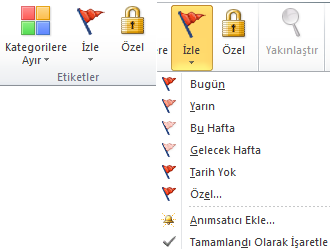 Kategorilere
Ayır
İzle
Özel
Etiketler
ere
İzle
Özel
Yakınlaştır
Bugün
Yarın
Bu Hafta
Gelecek Hafta
Tarih Yok
Özel...
Anımsatıcı Ekle...
Tamamlandı Olarak İşaretle